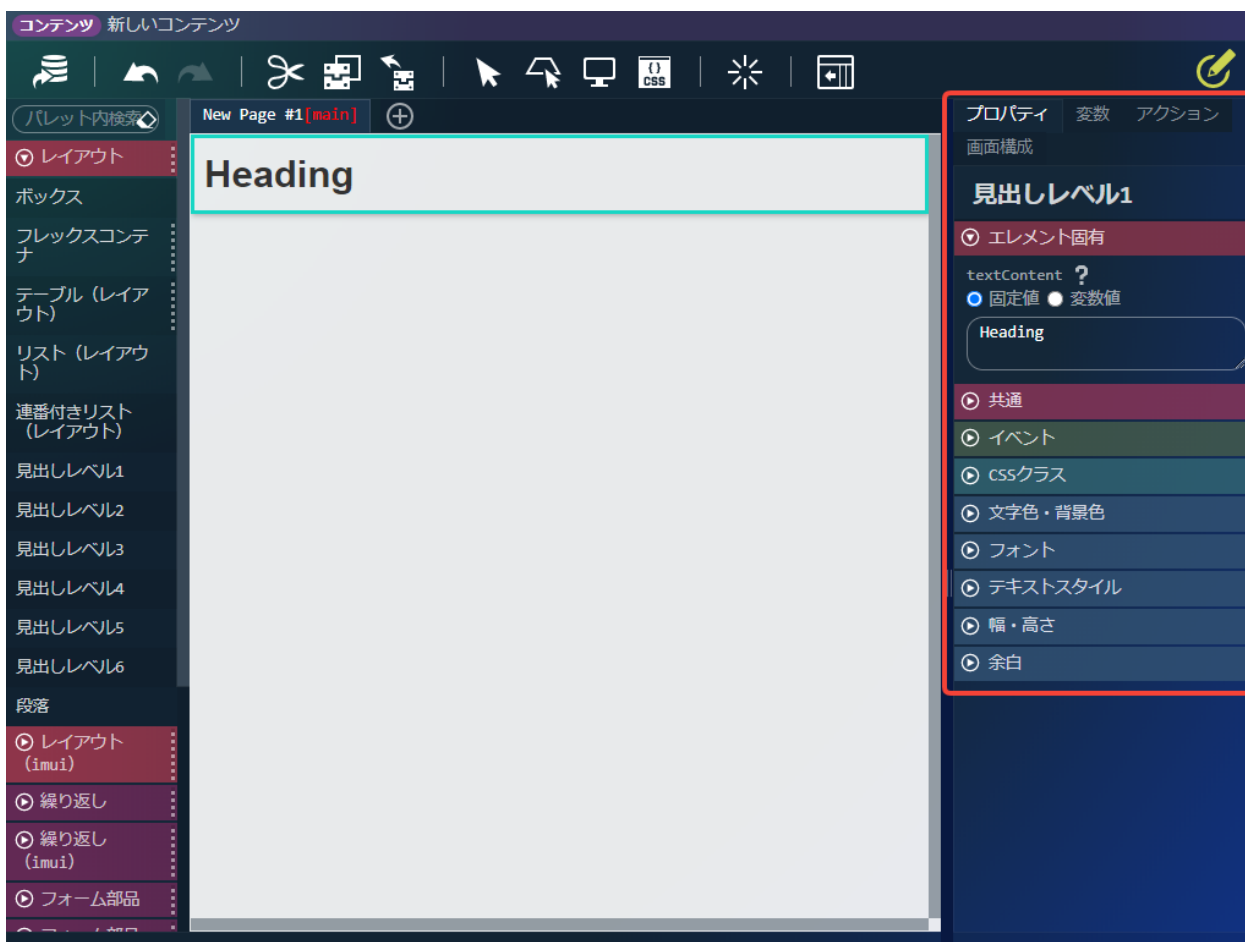 コンテンツ 新しいコンテンツ
{}
CSS
パレット内検索
レイアウト
ボックス
フレックスコンテ
ナ
テーブル（レイア
ウト）
リスト（レイアウ
ト）
連番付きリスト
（レイアウト）
見出しレベル1
見出しレベル2
見出しレベル3
見出しレベル4
見出しレベル5
見出しレベル6
段落
レイアウト
（imui）
繰り返し
繰り返し
（imui）
フォーム部品
New Page #1[main]
Heading
プロパティ 変数 アクション
画面構成
見出しレベル1
エレメント固有
textContent ?
固定値 変数値
Heading
共通
イベント
CSSクラス
文字色・背景色
フォント
テキストスタイル
幅・高さ
余白